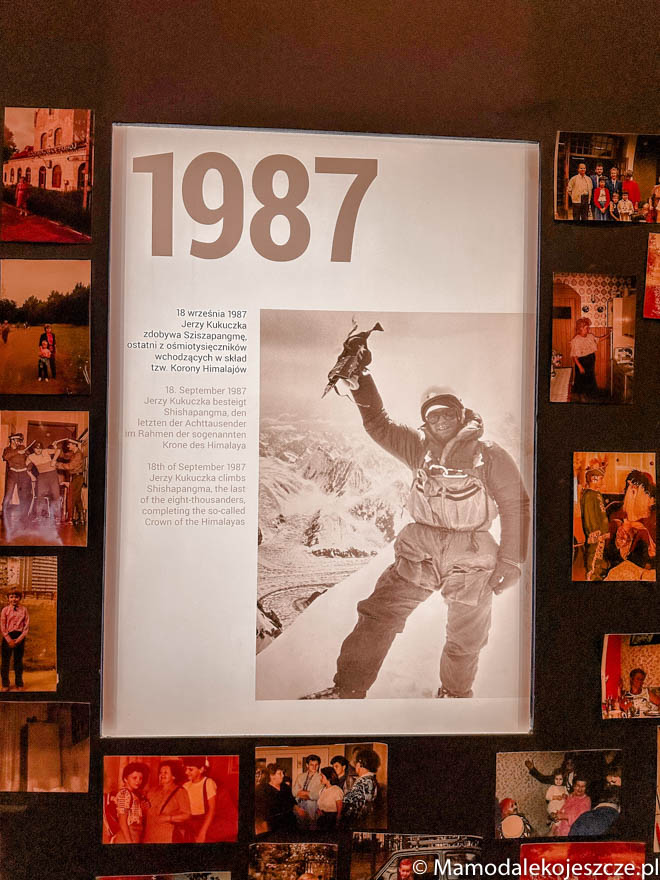 1987
18 września 1987
Jerzy Kukuczka
zdobywa Sziszapangmę,
ostatni z ośmiotysięczników
wchodzących w skład
tzw. Korony Himalajów
18. September 1987
Jerzy Kukuczka besteigt
Shishapangma, den
letzten der Achttausender
im Rahmen der sogenannten
Krone des Himalaya
18th of September 1987
Jerzy Kukuczka climbs
Shishapangma, the last
of the eight-thousanders,
completing the so-called
Crown of the Himalayas
© Mamodalekojeszcze.pl